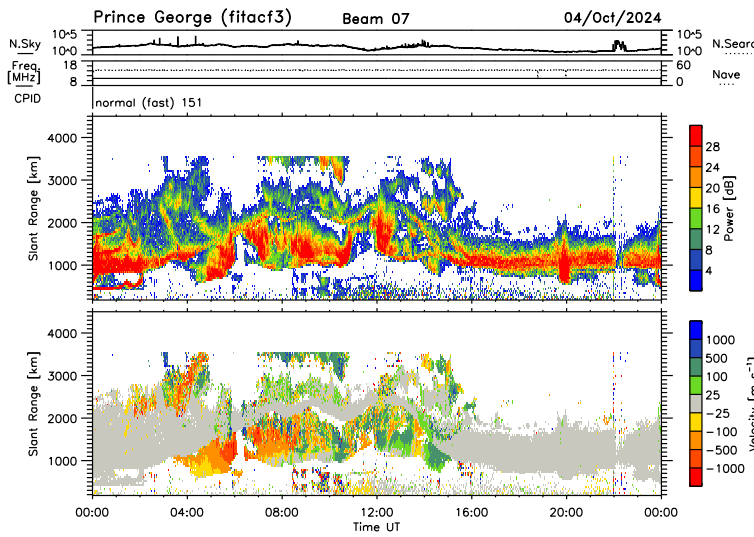 Prince George (fitacf3) Beam 07 04/Oct/2024
N.Sky 10^5 10^0 10^5 10^0 N.Searc
Freq. [MHz] 18 8 60 0 Nave
CPID normal (fast) 151
Slant Range [km] 4000 3000 2000 1000
Power [dB] 28 24 20 16 12 8 4
Slant Range [km] 4000 3000 2000 1000
Velocity [m s^-1] 1000 500 100 25 -25 -100 -500 -1000
00:00 04:00 08:00 12:00 16:00 20:00 00:00
Time UT